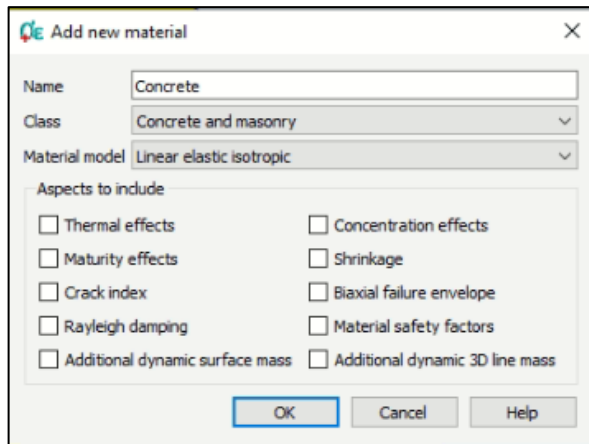 Add new material
Name Concrete
Class Concrete and masonry
Material model Linear elastic isotropic
Aspects to include
Thermal effects Concentration effects
Maturity effects Shrinkage
Crack index Biaxial failure envelope
Rayleigh damping Material safety factors
Additional dynamic surface mass Additional dynamic 3D line mass
OK Cancel Help